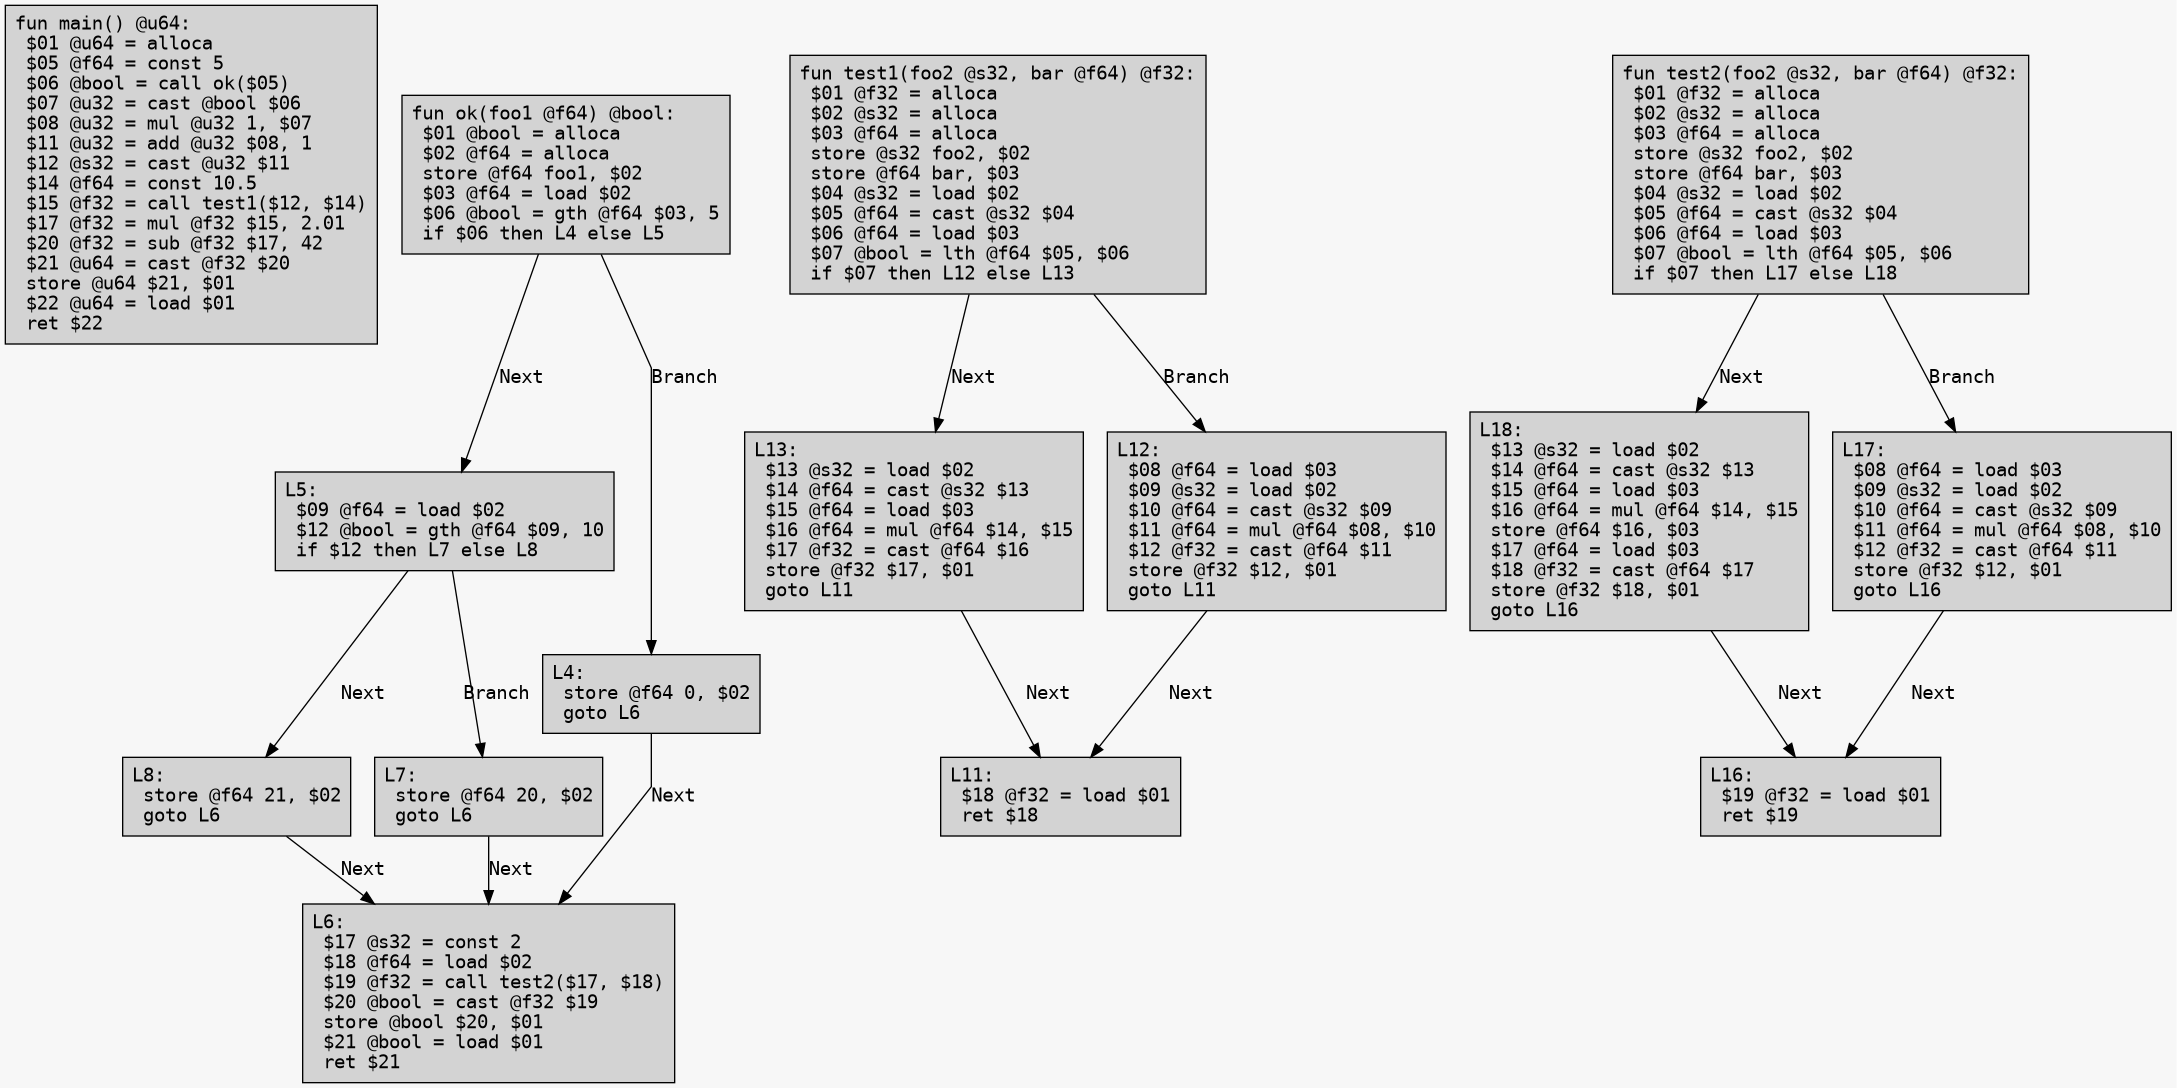 fun main() @u64:
$01 @u64 = alloca
$05 @f64 = const 5
$06 @bool = call ok($05)
$07 @u32 = cast @bool $06
$08 @u32 = mul @u32 1, $07
$11 @u32 = add @u32 $08, 1
$12 @s32 = cast @u32 $11
$14 @f64 = const 10.5
$15 @f32 = call test1($12, $14)
$17 @f32 = mul @f32 $15, 2.01
$20 @f32 = sub @f32 $17, 42
$21 @u64 = cast @f32 $20
store @u64 $21, $01
$22 @u64 = load $01
ret $22
fun ok(foo1 @f64) @bool:
$01 @bool = alloca
$02 @f64 = alloca
store @f64 foo1, $02
$03 @f64 = load $02
$06 @bool = gth @f64 $03, 5
if $06 then L4 else L5
Next
Branch
L5:
$09 @f64 = load $02
$12 @bool = gth @f64 $09, 10
if $12 then L7 else L8
Next
Branch
L4:
store @f64 0, $02
goto L6
L8:
store @f64 21, $02
goto L6
L7:
store @f64 20, $02
goto L6
Next
Next
Next
L6:
$17 @s32 = const 2
$18 @f64 = load $02
$19 @f32 = call test2($17, $18)
$20 @bool = cast @f32 $19
store @bool $20, $01
$21 @bool = load $01
ret $21
fun test1(foo2 @s32, bar @f64) @f32:
$01 @f32 = alloca
$02 @s32 = alloca
$03 @f64 = alloca
store @s32 foo2, $02
store @f64 bar, $03
$04 @s32 = load $02
$05 @f64 = cast @s32 $04
$06 @f64 = load $03
$07 @bool = lth @f64 $05, $06
if $07 then L12 else L13
Next
Branch
L13:
$13 @s32 = load $02
$14 @f64 = cast @s32 $13
$15 @f64 = load $03
$16 @f64 = mul @f64 $14, $15
$17 @f32 = cast @f64 $16
store @f32 $17, $01
goto L11
L12:
$08 @f64 = load $03
$09 @s32 = load $02
$10 @f64 = cast @s32 $09
$11 @f64 = mul @f64 $08, $10
$12 @f32 = cast @f64 $11
store @f32 $12, $01
goto L11
Next
Next
L11:
$18 @f32 = load $01
ret $18
fun test2(foo2 @s32, bar @f64) @f32:
$01 @f32 = alloca
$02 @s32 = alloca
$03 @f64 = alloca
store @s32 foo2, $02
store @f64 bar, $03
$04 @s32 = load $02
$05 @f64 = cast @s32 $04
$06 @f64 = load $03
$07 @bool = lth @f64 $05, $06
if $07 then L17 else L18
Next
Branch
L18:
$13 @s32 = load $02
$14 @f64 = cast @s32 $13
$15 @f64 = load $03
$16 @f64 = mul @f64 $14, $15
store @f64 $16, $03
$17 @f64 = load $03
$18 @f32 = cast @f64 $17
store @f32 $18, $01
goto L16
L17:
$08 @f64 = load $03
$09 @s32 = load $02
$10 @f64 = cast @s32 $09
$11 @f64 = mul @f64 $08, $10
$12 @f32 = cast @f64 $11
store @f32 $12, $01
goto L16
Next
Next
L16:
$19 @f32 = load $01
ret $19